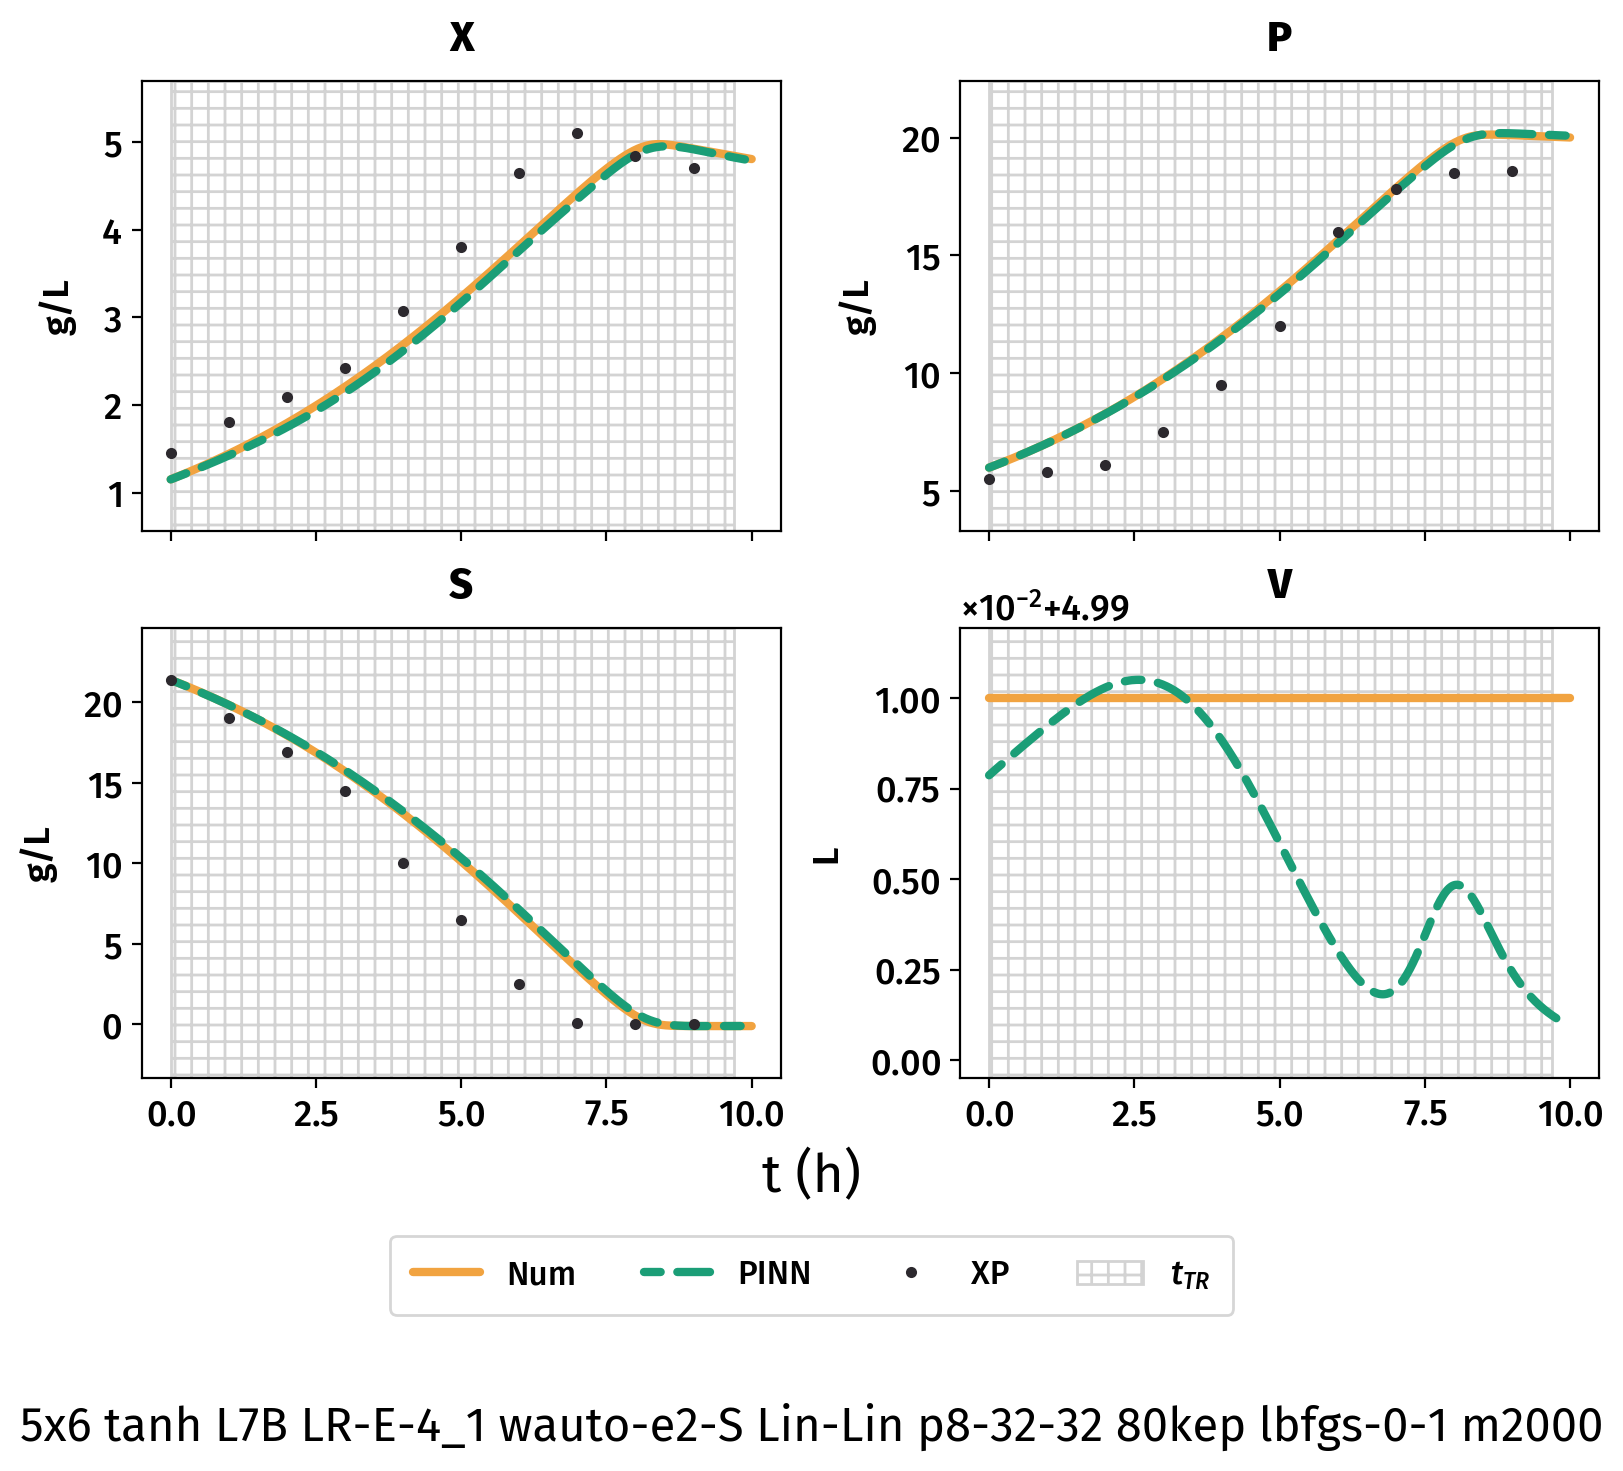 X
P
5
4
3
2
1
g/L
20
15
10
5
g/L
S
V
×10⁻²+4.99
20
15
10
5
0
g/L
1.00
0.75
0.50
0.25
0.00
L
0.0 2.5 5.0 7.5 10.0
0.0 2.5 5.0 7.5 10.0
t (h)
Num PINN XP t_TR
5x6 tanh L7B LR-E-4_1 wauto-e2-S Lin-Lin p8-32-32 80kep lbfgs-0-1 m2000